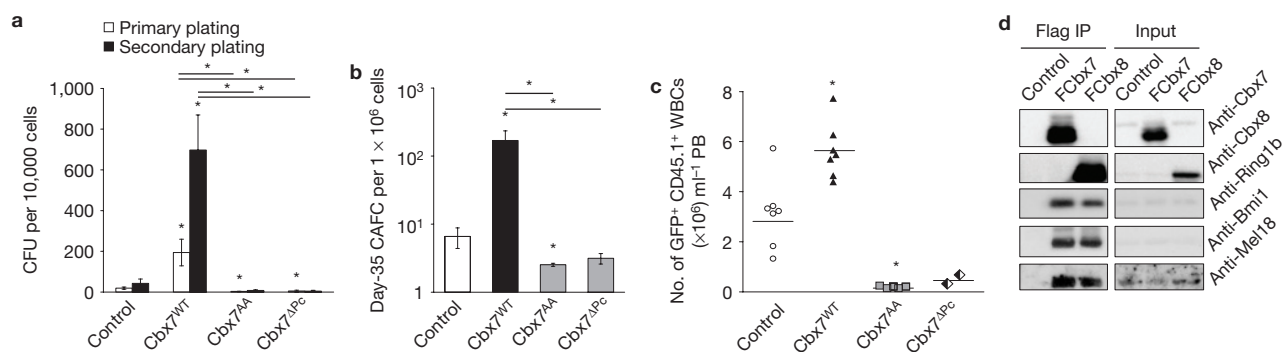 a
Primary plating
Secondary plating
*
*
*
*
1,000
800
600
400
200
0
*
*
*
*
CFU per 10,000 cells
Control
Cbx7WT
Cbx7AA
Cbx7ΔPc
b
*
*
10³
10²
10¹
1
*
*
Day-35 CAFC per 1 × 10⁶ cells
Control
Cbx7WT
Cbx7AA
Cbx7ΔPc
c
*
8
6
4
2
0
*
No. of GFP⁺ CD45.1⁺ WBCs
(×10⁶) ml⁻¹ PB
Control
Cbx7WT
Cbx7AA
Cbx7ΔPc
d
Flag IP
Input
Control
FCbx7
FCbx8
Control
FCbx7
FCbx8
Anti-Cbx7
Anti-Cbx8
Anti-Ring1b
Anti-Bmi1
Anti-Mel18